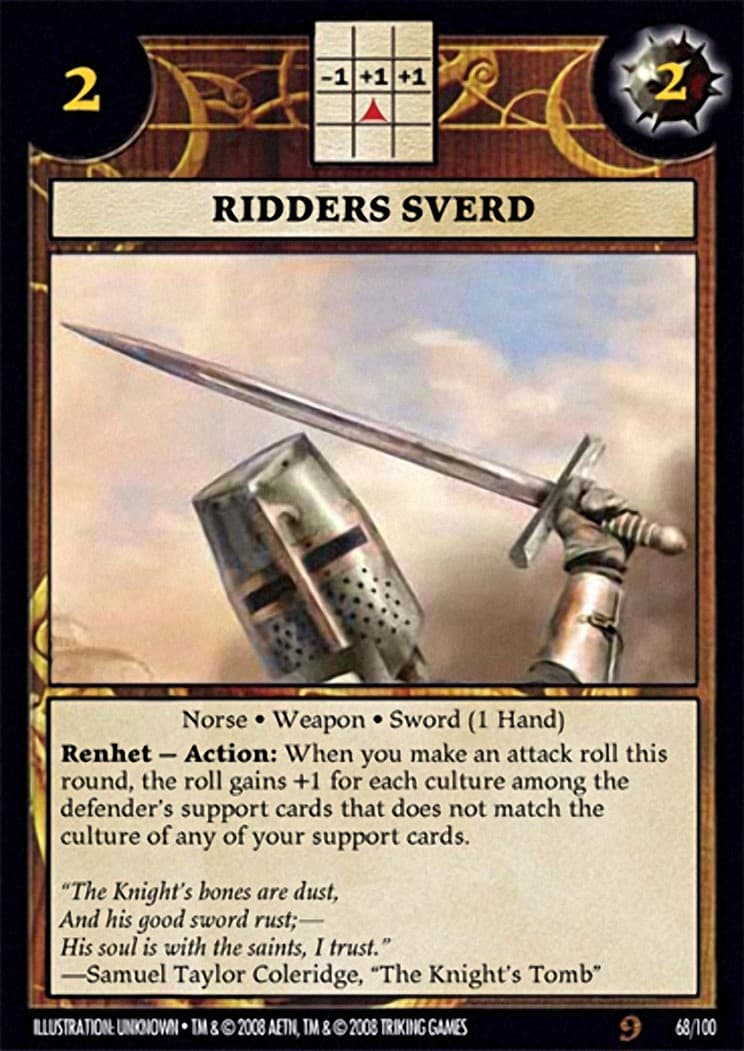 2
-1 +1 +1
2
RIDDERS SVERD
Norse • Weapon • Sword (1 Hand)
Renhet – Action: When you make an attack roll this
round, the roll gains +1 for each culture among the
defender's support cards that does not match the
culture of any of your support cards.
"The Knight's bones are dust,
And his good sword rust;—
His soul is with the saints, I trust."
—Samuel Taylor Coleridge, "The Knight's Tomb"
ILLUSTRATION: UNKNOWN • TM & © 2008 AETN, TM & © 2008 TRIKING GAMES
9 68/100